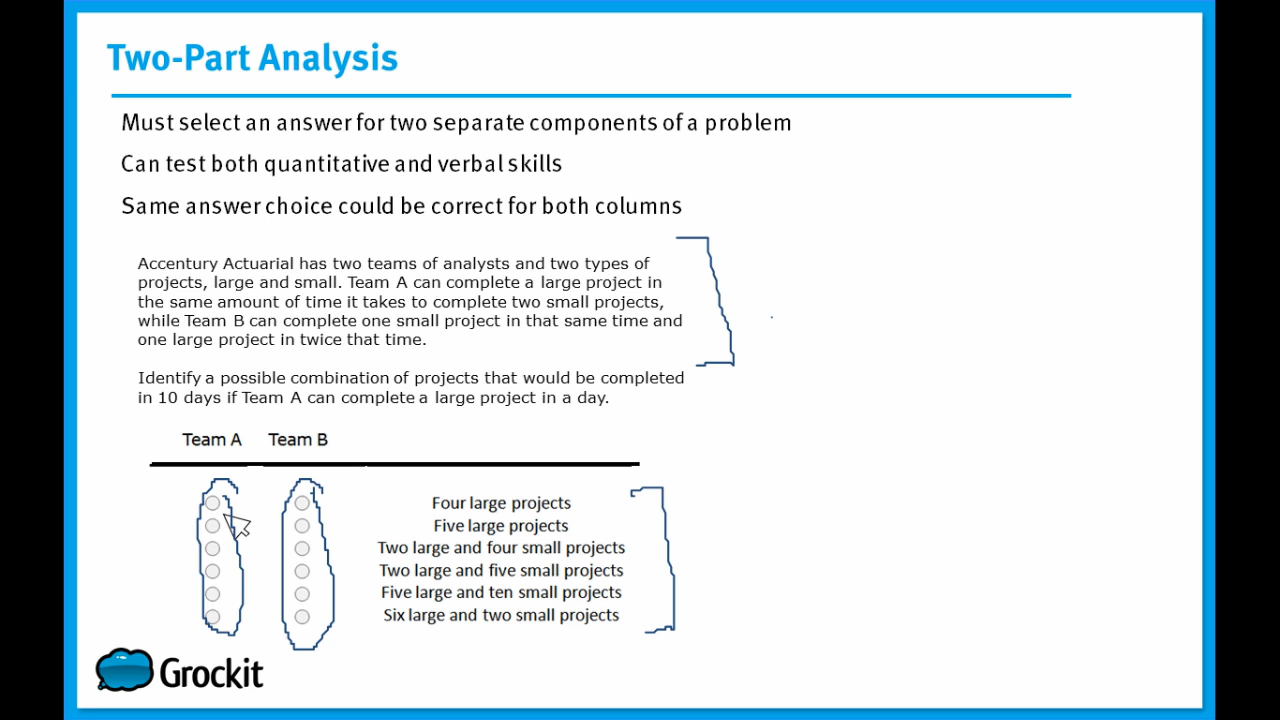 Two-Part Analysis
Must select an answer for two separate components of a problem
Can test both quantitative and verbal skills
Same answer choice could be correct for both columns
Accentury Actuarial has two teams of analysts and two types of
projects, large and small. Team A can complete a large project in
the same amount of time it takes to complete two small projects,
while Team B can complete one small project in that same time and
one large project in twice that time.
Identify a possible combination of projects that would be completed
in 10 days if Team A can complete a large project in a day.
Team A Team B
Four large projects
Five large projects
Two large and four small projects
Two large and five small projects
Five large and ten small projects
Six large and two small projects
Grockit